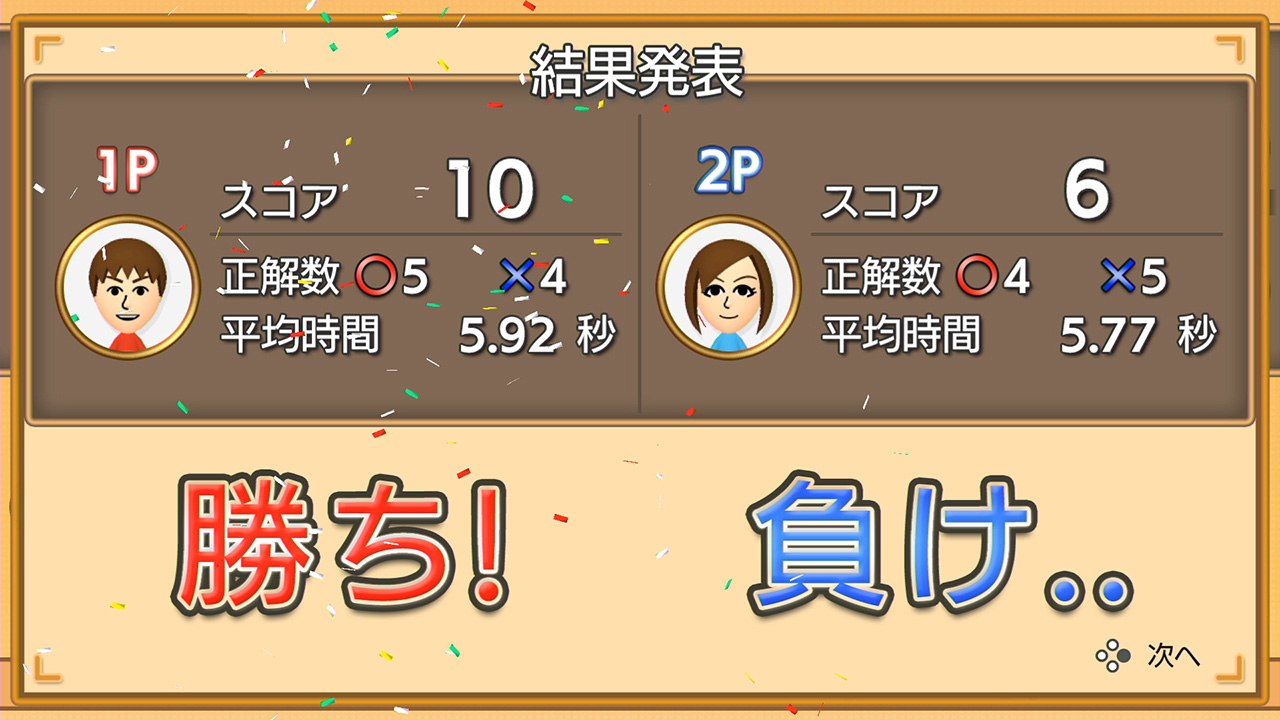 結果発表
1P
スコア 10
正解数 ○5 ×4
平均時間 5.92 秒
2P
スコア 6
正解数 ○4 ×5
平均時間 5.77 秒
勝ち!
負け..
次へ